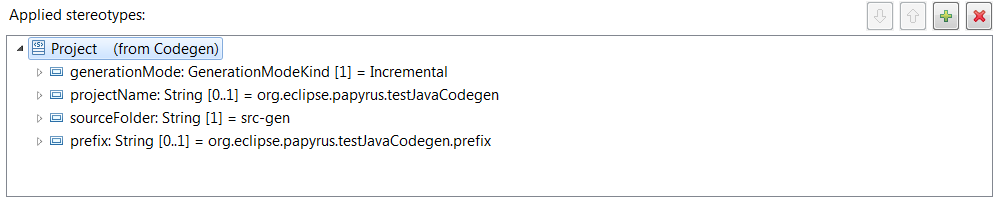 Applied stereotypes:
Project (from Codegen)
generationMode: GenerationModeKind [1] = Incremental
projectName: String [0..1] = org.eclipse.papyrus.testJavaCodegen
sourceFolder: String [1] = src-gen
prefix: String [0..1] = org.eclipse.papyrus.testJavaCodegen.prefix